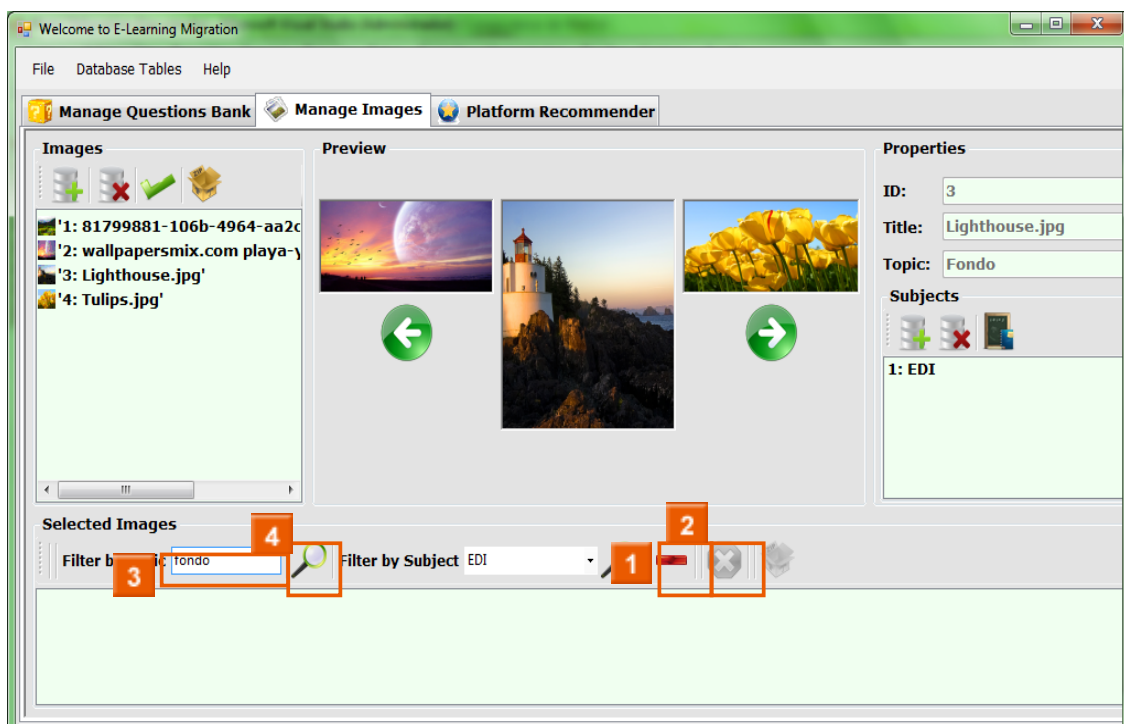 Welcome to E-Learning Migration
File Database Tables Help
Manage Questions Bank Manage Images Platform Recommender
Images
'1: 81799881-106b-4964-aa2c
'2: wallpapersmix.com playa-y
'3: Lighthouse.jpg'
'4: Tulips.jpg'
Preview
Properties
ID: 3
Title: Lighthouse.jpg
Topic: Fondo
Subjects
1: EDI
Selected Images
4
2
Filter b ic fondo
Filter by Subject EDI
1
3